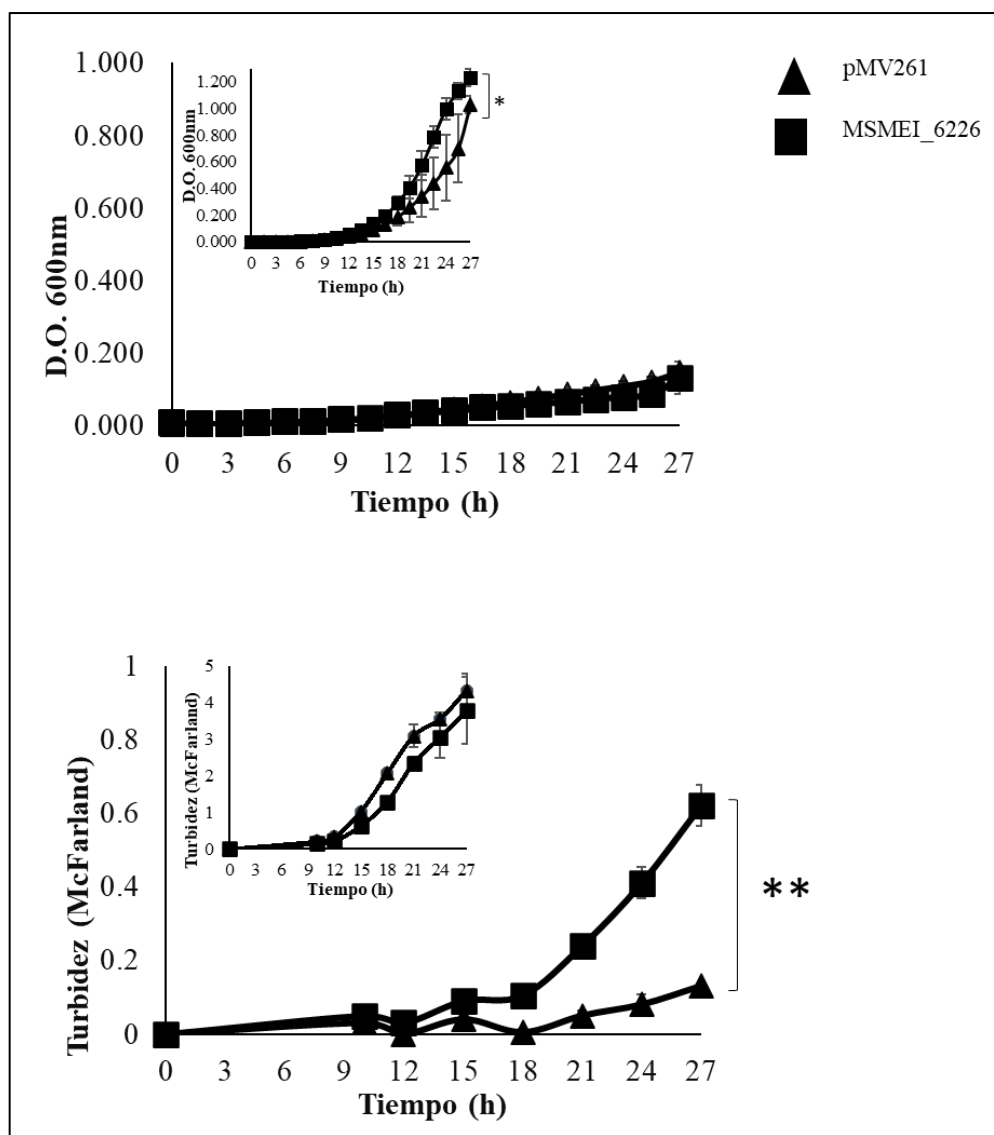 pMV261
MSMEI_6226
D.O. 600nm
1.000
0.800
0.600
0.400
0.200
0.000
0 3 6 9 12 15 18 21 24 27
Tiempo (h)
D.O. 600nm
1.200
1.000
0.800
0.600
0.400
0.200
0.000
0 3 6 9 12 15 18 21 24 27
Tiempo (h)
*
Turbidez (McFarland)
1
0.8
0.6
0.4
0.2
0
0 3 6 9 12 15 18 21 24 27
Tiempo (h)
**
Turbidez (McFarland)
5
4
3
2
1
0
0 3 6 9 12 15 18 21 24 27
Tiempo (h)